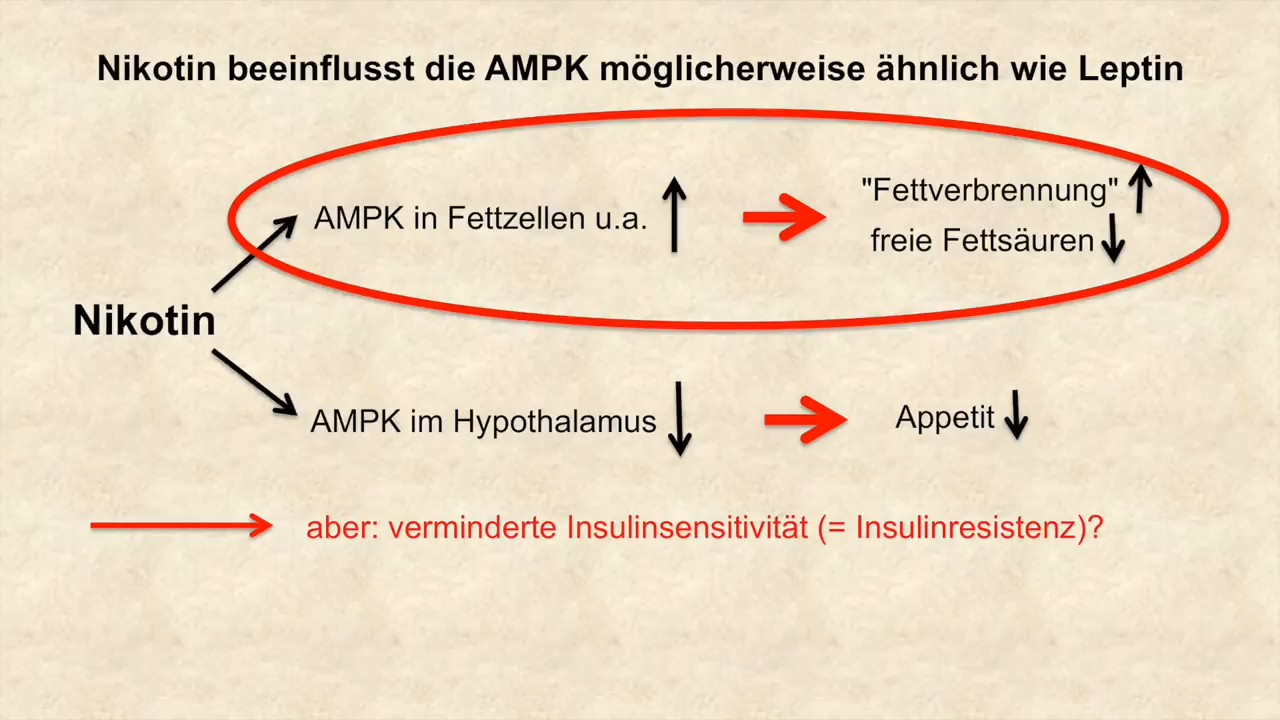 Nikotin beeinflusst die AMPK möglicherweise ähnlich wie Leptin
AMPK in Fettzellen u.a.
"Fettverbrennung"
freie Fettsäuren
Nikotin
AMPK im Hypothalamus
Appetit
aber: verminderte Insulinsensitivität (= Insulinresistenz)?